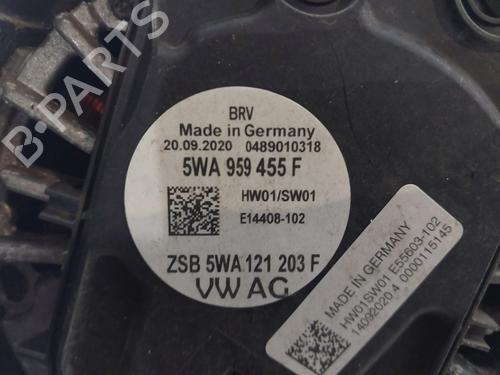 BRV
Made in Germany
20.09.2020 0489010318
5WA 959 455 F
HW01/SW01
E14408-102
ZSB 5WA 121 203 F
VW AG
MADE IN GERMANY
HW01SW01 E55603-102
14092020 4 0000115145
B-PARTS